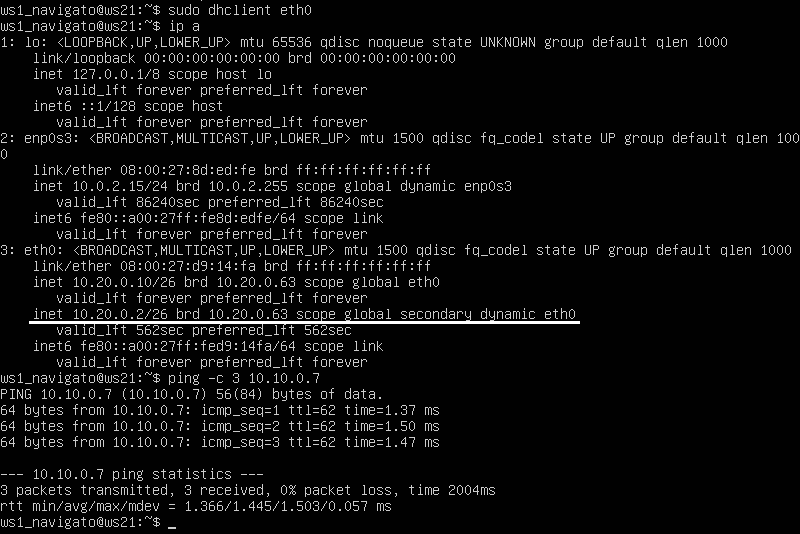 ws1_navigato@ws21:~$ sudo dhclient eth0
ws1_navigato@ws21:~$ ip a
1: lo: <LOOPBACK,UP,LOWER_UP> mtu 65536 qdisc noqueue state UNKNOWN group default qlen 1000
    link/loopback 00:00:00:00:00:00 brd 00:00:00:00:00:00
    inet 127.0.0.1/8 scope host lo
       valid_lft forever preferred_lft forever
    inet6 ::1/128 scope host
       valid_lft forever preferred_lft forever
2: enp0s3: <BROADCAST,MULTICAST,UP,LOWER_UP> mtu 1500 qdisc fq_codel state UP group default qlen 100
0
    link/ether 08:00:27:8d:ed:fe brd ff:ff:ff:ff:ff:ff
    inet 10.0.2.15/24 brd 10.0.2.255 scope global dynamic enp0s3
       valid_lft 86240sec preferred_lft 86240sec
    inet6 fe80::a00:27ff:fe8d:edfe/64 scope link
       valid_lft forever preferred_lft forever
3: eth0: <BROADCAST,MULTICAST,UP,LOWER_UP> mtu 1500 qdisc fq_codel state UP group default qlen 1000
    link/ether 08:00:27:d9:14:fa brd ff:ff:ff:ff:ff:ff
    inet 10.20.0.10/26 brd 10.20.0.63 scope global eth0
       valid_lft forever preferred_lft forever
    inet 10.20.0.2/26 brd 10.20.0.63 scope global secondary dynamic eth0
       valid_lft 562sec preferred_lft 562sec
    inet6 fe80::a00:27ff:fed9:14fa/64 scope link
       valid_lft forever preferred_lft forever
ws1_navigato@ws21:~$ ping -c 3 10.10.0.7
PING 10.10.0.7 (10.10.0.7) 56(84) bytes of data.
64 bytes from 10.10.0.7: icmp_seq=1 ttl=62 time=1.37 ms
64 bytes from 10.10.0.7: icmp_seq=2 ttl=62 time=1.50 ms
64 bytes from 10.10.0.7: icmp_seq=3 ttl=62 time=1.47 ms

--- 10.10.0.7 ping statistics ---
3 packets transmitted, 3 received, 0% packet loss, time 2004ms
rtt min/avg/max/mdev = 1.366/1.445/1.503/0.057 ms
ws1_navigato@ws21:~$ _